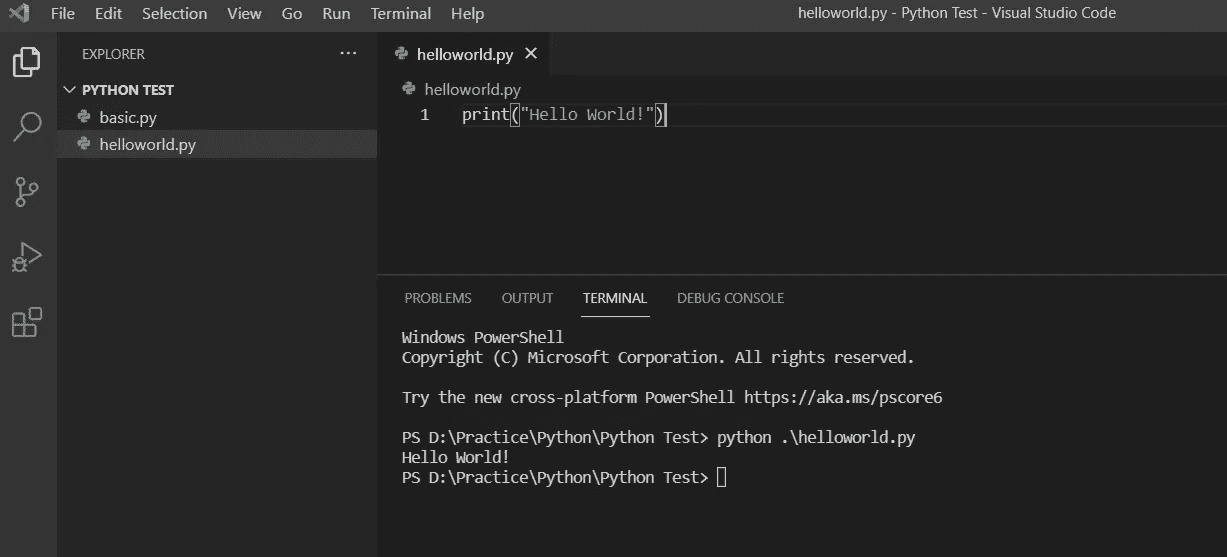 File Edit Selection View Go Run Terminal Help
helloworld.py - Python Test - Visual Studio Code
EXPLORER ···
PYTHON TEST
basic.py
helloworld.py
helloworld.py
helloworld.py
1 print("Hello World!")
PROBLEMS OUTPUT TERMINAL DEBUG CONSOLE
Windows PowerShell
Copyright (C) Microsoft Corporation. All rights reserved.
Try the new cross-platform PowerShell https://aka.ms/pscore6
PS D:\Practice\Python\Python Test> python .\helloworld.py
Hello World!
PS D:\Practice\Python\Python Test>